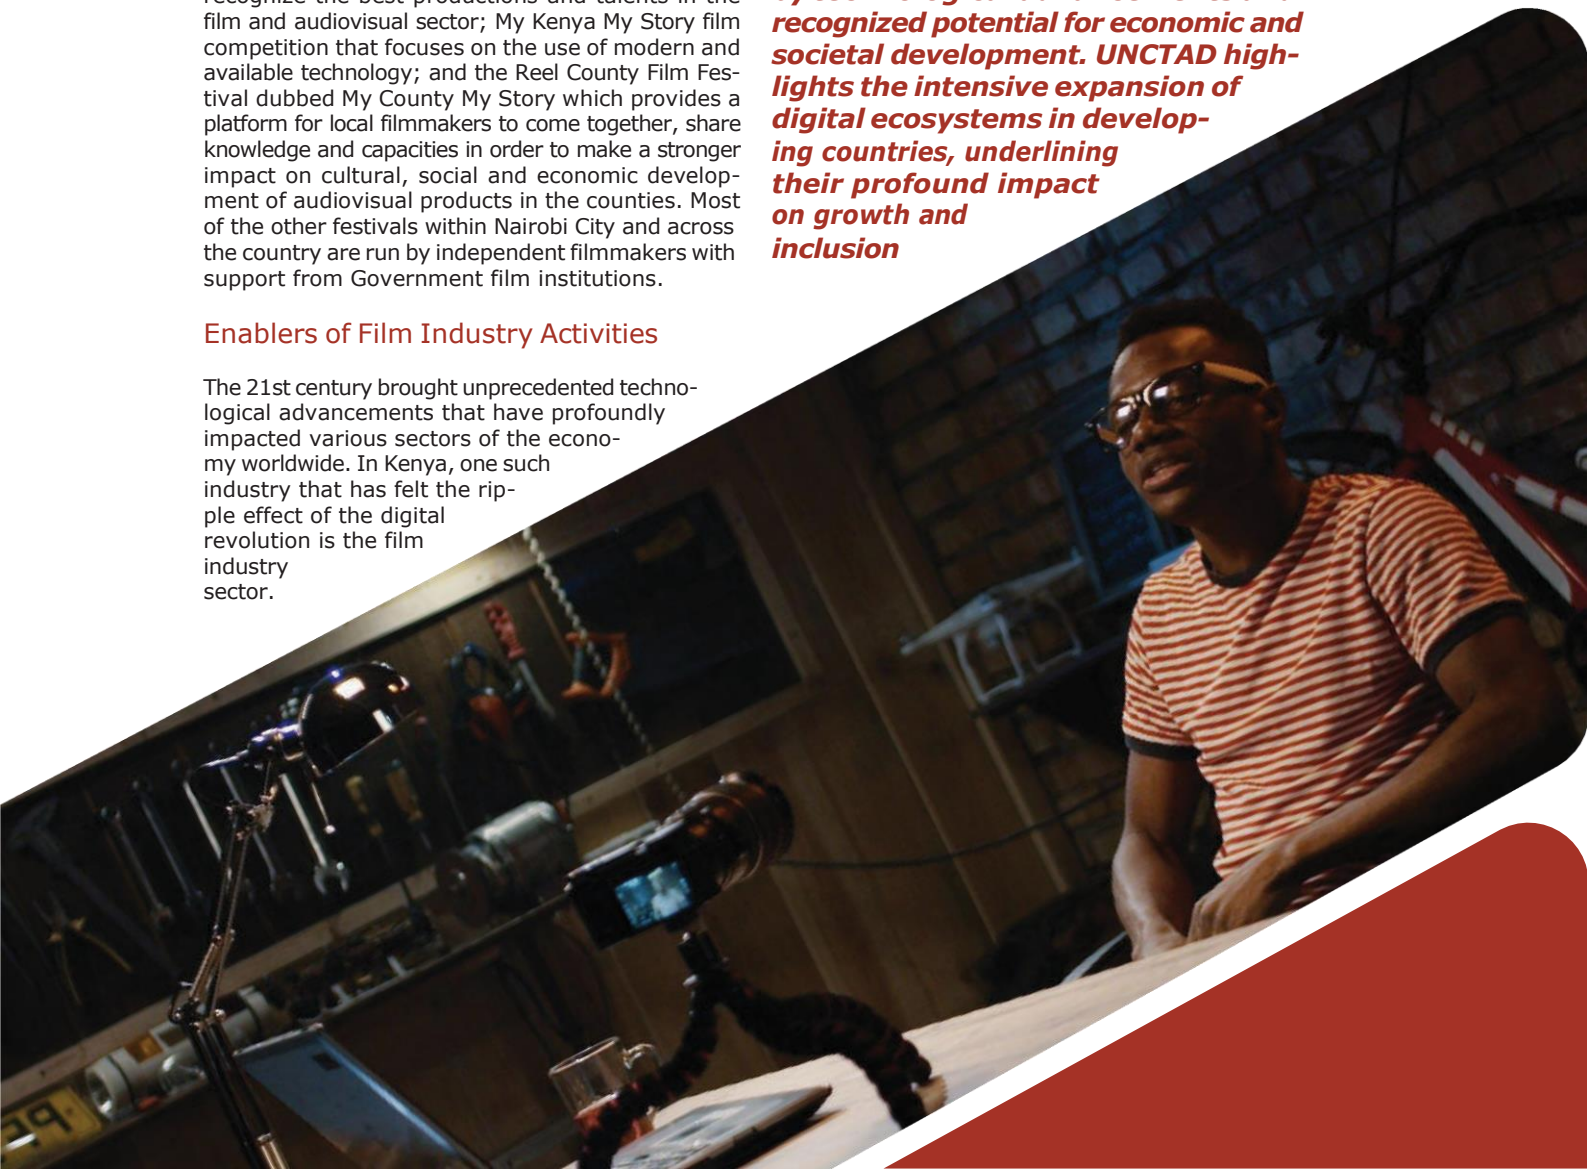 recognize the best productions and talents in the
film and audiovisual sector; My Kenya My Story film
competition that focuses on the use of modern and
available technology; and the Reel County Film Fes-
tival dubbed My County My Story which provides a
platform for local filmmakers to come together, share
knowledge and capacities in order to make a stronger
impact on cultural, social and economic develop-
ment of audiovisual products in the counties. Most
of the other festivals within Nairobi City and across
the country are run by independent filmmakers with
support from Government film institutions.
Enablers of Film Industry Activities
The 21st century brought unprecedented techno-
logical advancements that have profoundly
impacted various sectors of the econo-
my worldwide. In Kenya, one such
industry that has felt the rip-
ple effect of the digital
revolution is the film
industry
sector.
recognized potential for economic and
societal development. UNCTAD high-
lights the intensive expansion of
digital ecosystems in develop-
ing countries, underlining
their profound impact
on growth and
inclusion